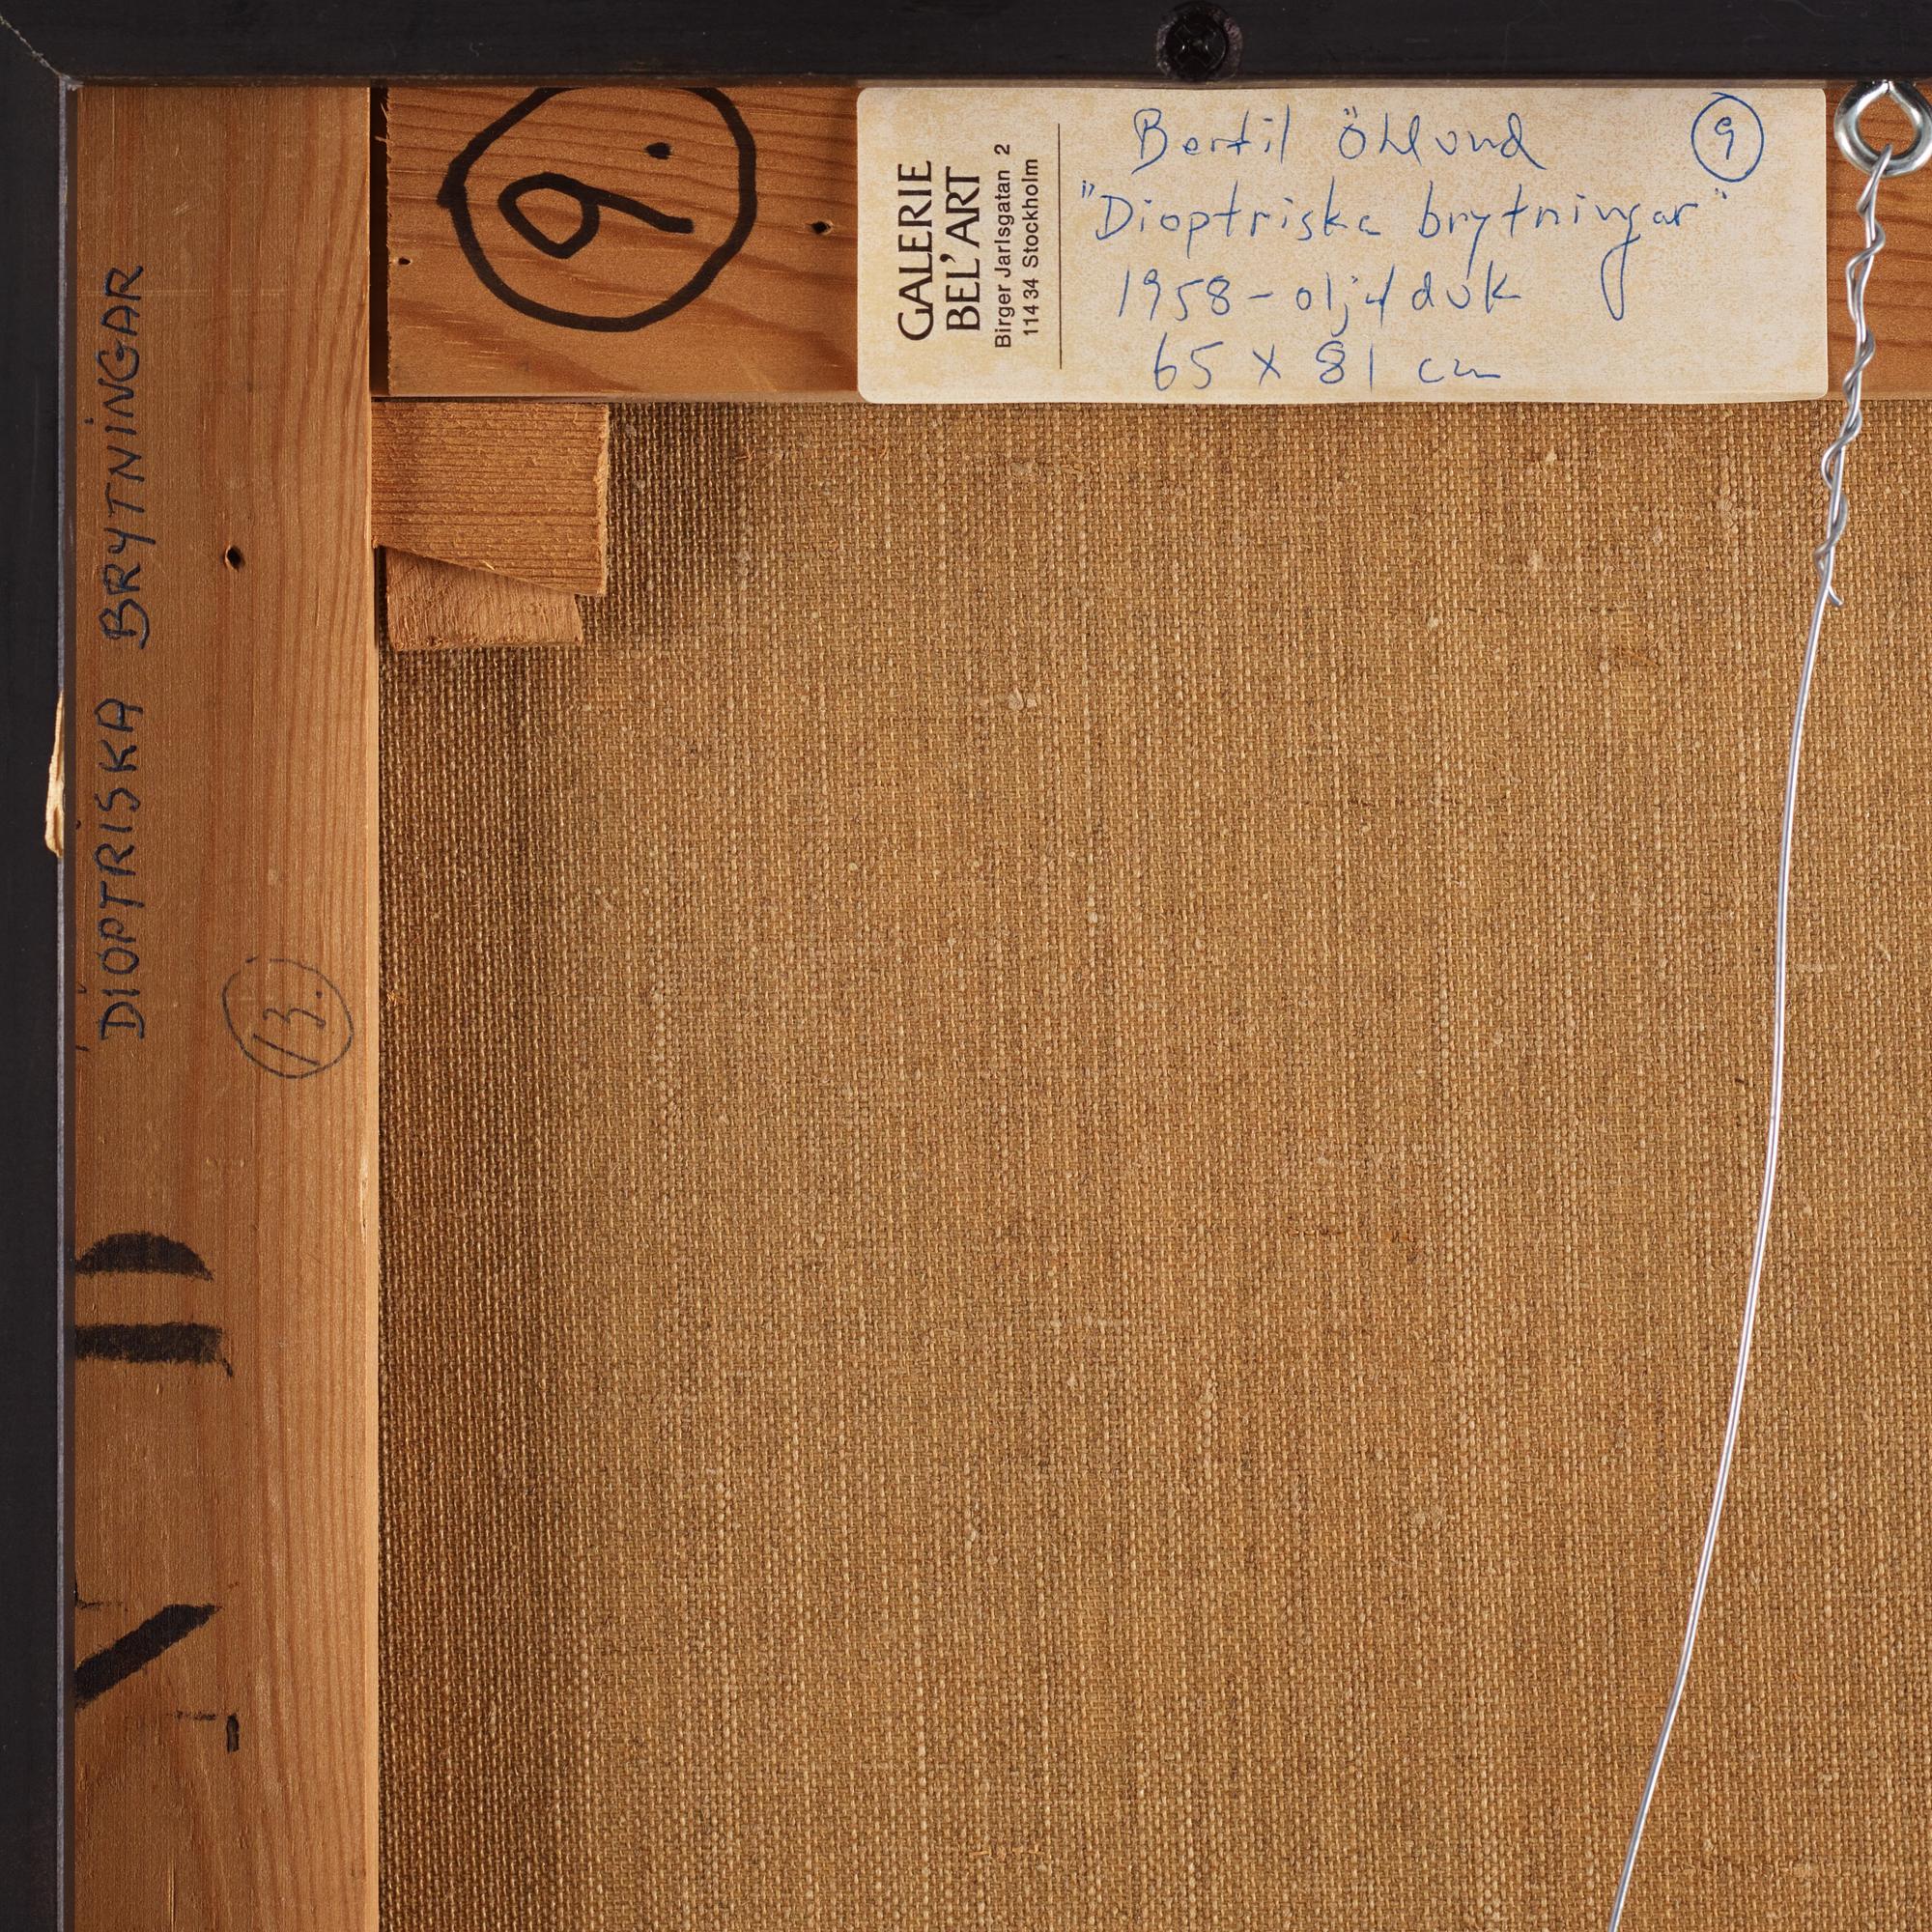 9.
GALERIE
BEL' ART
Birger Jarlsgatan 2
114 34 Stockholm
Bertil Öhlund
9
"Dioptriska brytningar"
1958 - olj/duk
65 x 81 cm
DIOPTRISKA BRYTNINGAR
13.